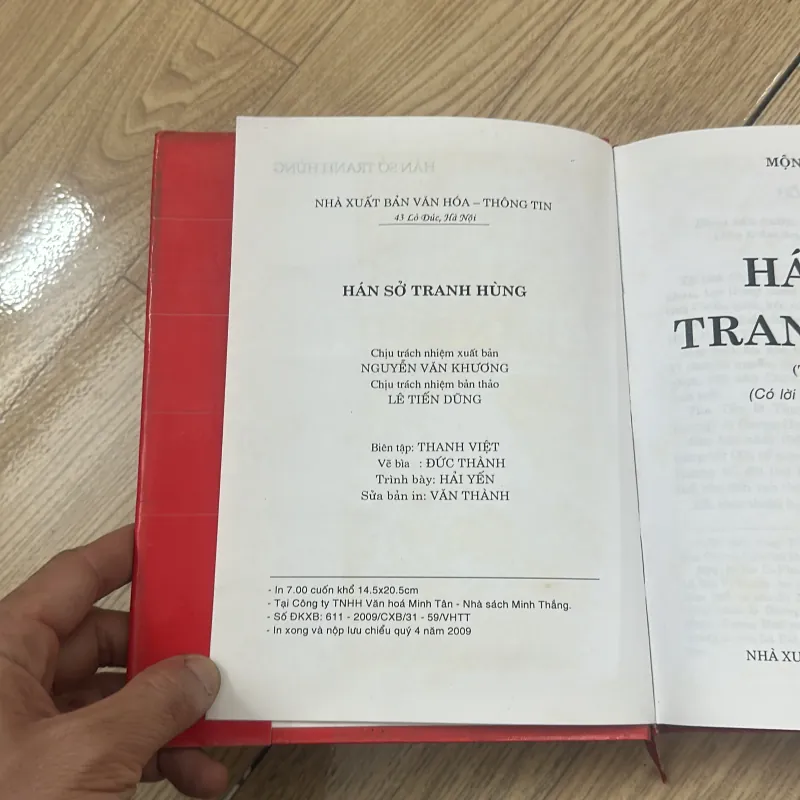 NHÀ XUẤT BẢN VĂN HÓA – THÔNG TIN
43 Lò Đúc, Hà Nội
HÁN SỞ TRANH HÙNG
Chịu trách nhiệm xuất bản
NGUYỄN VĂN KHƯƠNG
Chịu trách nhiệm bản thảo
LÊ TIẾN DŨNG
Biên tập: THANH VIỆT
Vẽ bìa : ĐỨC THÀNH
Trình bày: HẢI YẾN
Sửa bản in: VĂN THÀNH
- In 7.00 cuốn khổ 14.5x20.5cm
- Tại Công ty TNHH Văn hoá Minh Tân - Nhà sách Minh Thắng.
- Số ĐKXB: 611 - 2009/CXB/31 - 59/VHTT
- In xong và nộp lưu chiểu quý 4 năm 2009
MỘN
HÁ
TRAN
(Có lời
NHÀ XU